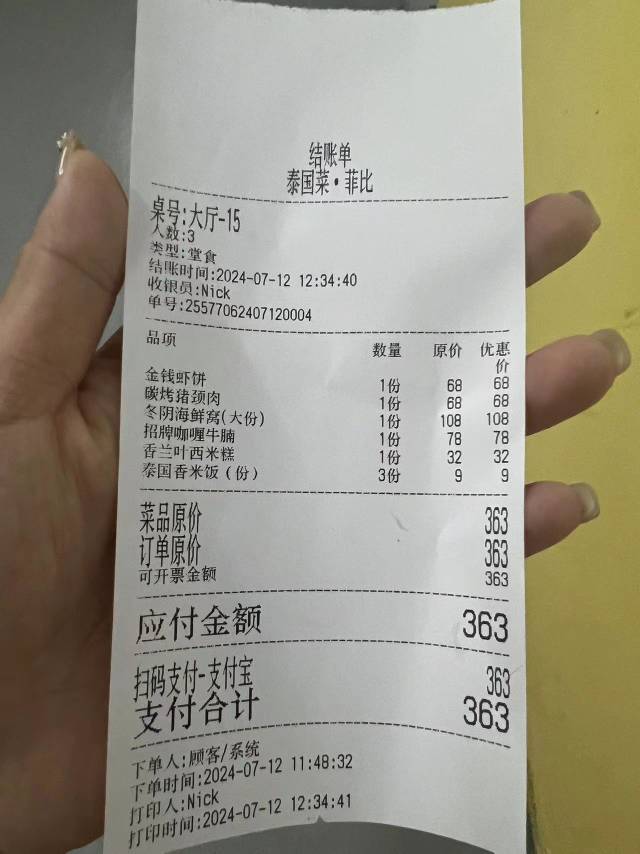 结账单
泰国菜·菲比
桌号:大厅-15
人数:3
类型:堂食
结账时间:2024-07-12 12:34:40
收银员:Nick
单号:25577062407120004
品项 数量 原价 优惠价
金钱虾饼 1份 68 68
碳烤猪颈肉 1份 68 68
冬阴海鲜窝(大份) 1份 108 108
招牌咖喱牛腩 1份 78 78
香兰叶西米糕 1份 32 32
泰国香米饭(份) 3份 9 9
菜品原价 363
订单原价 363
可开票金额 363
应付金额 363
扫码支付-支付宝 363
支付合计 363
下单人:顾客/系统
下单时间:2024-07-12 11:48:32
打印人:Nick
打印时间:2024-07-12 12:34:41